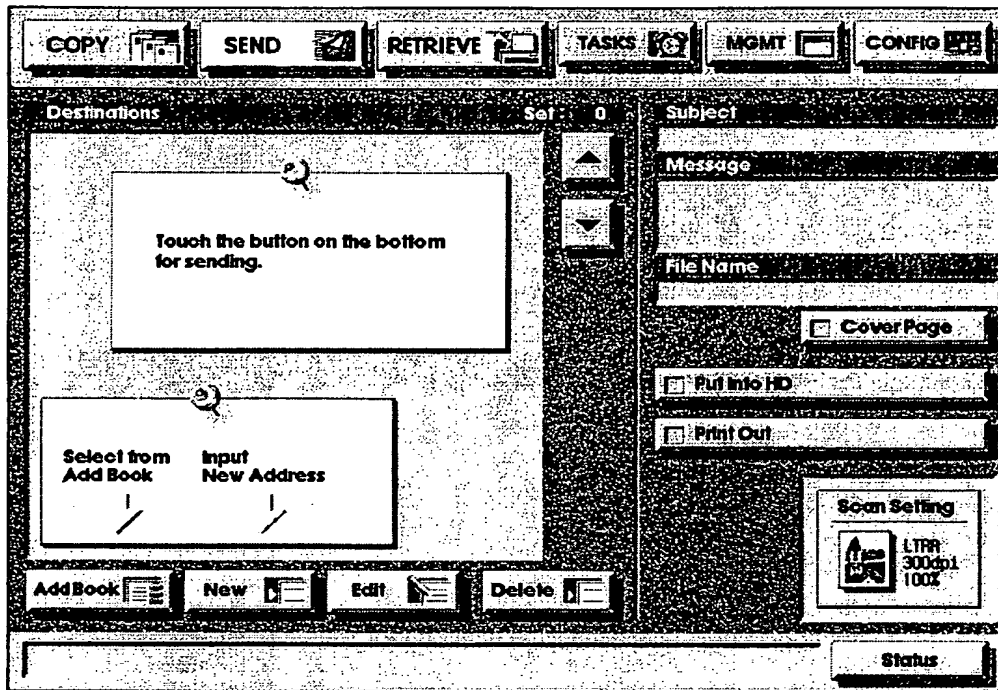 COPY SEND RETRIEVE TASKS MGMT CONFIG
Destinations Set : 0
Touch the button on the bottom
for sending.
Select from Input
Add Book New Address
Add Book New Edit Delete
Subject
Message
File Name
Cover Page
Put Into HD
Print Out
Scan Setting
LTRR
300dpi
100%
Status